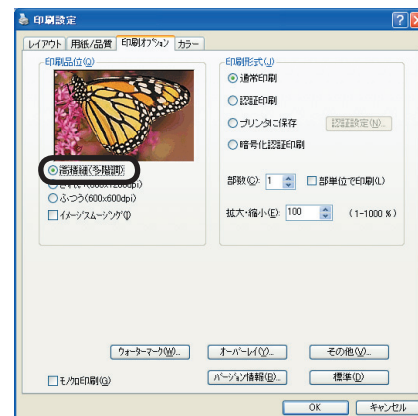 印刷設定
レイアウト 用紙/品質 印刷オプション カラー
印刷品位(Q)
高精細(多階調)
きれい(600x1200dpi)
ふつう(600x600dpi)
イメージスムージング(I)
印刷形式(J)
通常印刷
認証印刷
プリンタに保存 認証設定(N)...
暗号化認証印刷
部数(C): 1 部単位で印刷(L)
拡大・縮小(E): 100 (1-1000 %)
ウォーターマーク(W)... オーバーレイ(Y)... その他(V)...
モノクロ印刷(G) バージョン情報(B)... 標準(D)
OK キャンセル